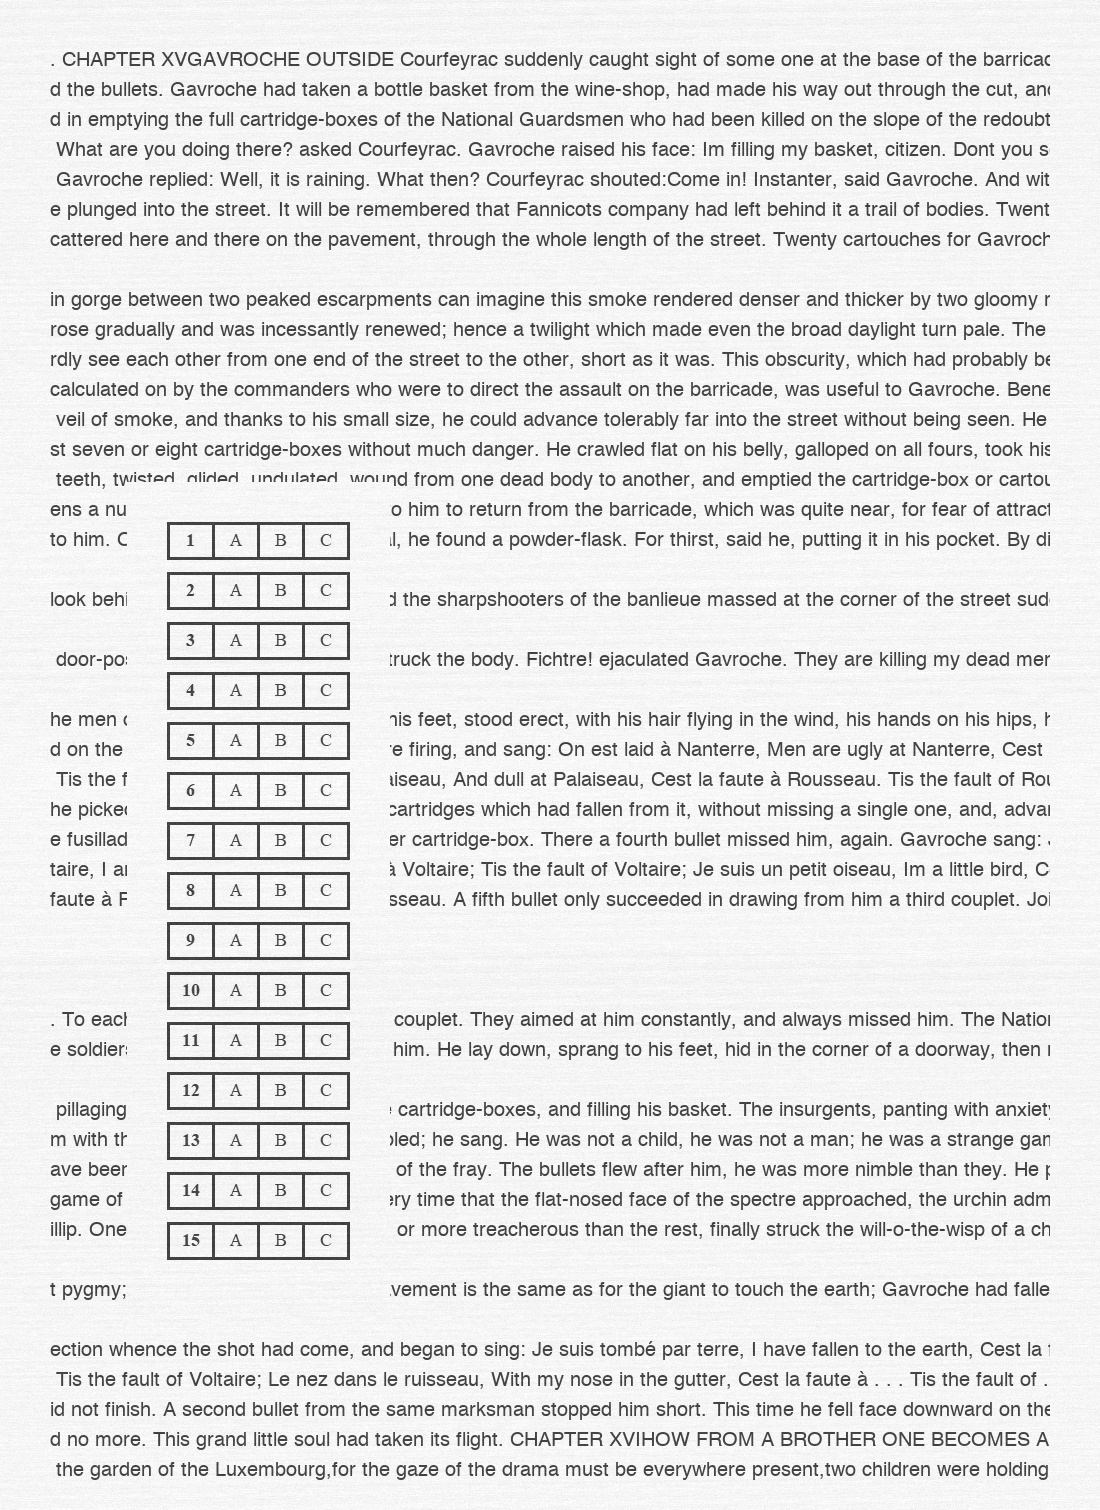 . CHAPTER XVGAVROCHE OUTSIDE Courfeyrac suddenly caught sight of some one at the base of the barricad
d the bullets. Gavroche had taken a bottle basket from the wine-shop, had made his way out through the cut, and
d in emptying the full cartridge-boxes of the National Guardsmen who had been killed on the slope of the redoubt
What are you doing there? asked Courfeyrac. Gavroche raised his face: Im filling my basket, citizen. Dont you s
Gavroche replied: Well, it is raining. What then? Courfeyrac shouted:Come in! Instanter, said Gavroche. And wit
e plunged into the street. It will be remembered that Fannicots company had left behind it a trail of bodies. Twent
cattered here and there on the pavement, through the whole length of the street. Twenty cartouches for Gavroch
in gorge between two peaked escarpments can imagine this smoke rendered denser and thicker by two gloomy r
rose gradually and was incessantly renewed; hence a twilight which made even the broad daylight turn pale. The
rdly see each other from one end of the street to the other, short as it was. This obscurity, which had probably be
calculated on by the commanders who were to direct the assault on the barricade, was useful to Gavroche. Bene
veil of smoke, and thanks to his small size, he could advance tolerably far into the street without being seen. He
st seven or eight cartridge-boxes without much danger. He crawled flat on his belly, galloped on all fours, took his
teeth, twisted, glided, undulated, wound from one dead body to another, and emptied the cartridge-box or cartou
ens a nu o him to return from the barricade, which was quite near, for fear of attract
to him. l, he found a powder-flask. For thirst, said he, putting it in his pocket. By di
look behi d the sharpshooters of the banlieue massed at the corner of the street sud
door-pos truck the body. Fichtre! ejaculated Gavroche. They are killing my dead men
he men his feet, stood erect, with his hair flying in the wind, his hands on his hips, h
d on the re firing, and sang: On est laid à Nanterre, Men are ugly at Nanterre, Cest
Tis the f aiseau, And dull at Palaiseau, Cest la faute à Rousseau. Tis the fault of Rou
he picked cartridges which had fallen from it, without missing a single one, and, advan
e fusillad er cartridge-box. There a fourth bullet missed him, again. Gavroche sang:
taire, I a à Voltaire; Tis the fault of Voltaire; Je suis un petit oiseau, Im a little bird, C
faute à sseau. A fifth bullet only succeeded in drawing from him a third couplet. Joi
. To each couplet. They aimed at him constantly, and always missed him. The Nation
e soldiers him. He lay down, sprang to his feet, hid in the corner of a doorway, then
pillaging cartridge-boxes, and filling his basket. The insurgents, panting with anxiety
m with th bled; he sang. He was not a child, he was not a man; he was a strange gam
ave been of the fray. The bullets flew after him, he was more nimble than they. He p
game of ery time that the flat-nosed face of the spectre approached, the urchin adm
illip. One or more treacherous than the rest, finally struck the will-o-the-wisp of a ch
t pygmy; vement is the same as for the giant to touch the earth; Gavroche had falle
ection whence the shot had come, and began to sing: Je suis tombé par terre, I have fallen to the earth, Cest la
Tis the fault of Voltaire; Le nez dans le ruisseau, With my nose in the gutter, Cest la faute à . . . Tis the fault of .
id not finish. A second bullet from the same marksman stopped him short. This time he fell face downward on the
d no more. This grand little soul had taken its flight. CHAPTER XVIHOW FROM A BROTHER ONE BECOMES A
the garden of the Luxembourg,for the gaze of the drama must be everywhere present,two children were holding
1 A B C
2 A B C
3 A B C
4 A B C
5 A B C
6 A B C
7 A B C
8 A B C
9 A B C
10 A B C
11 A B C
12 A B C
13 A B C
14 A B C
15 A B C